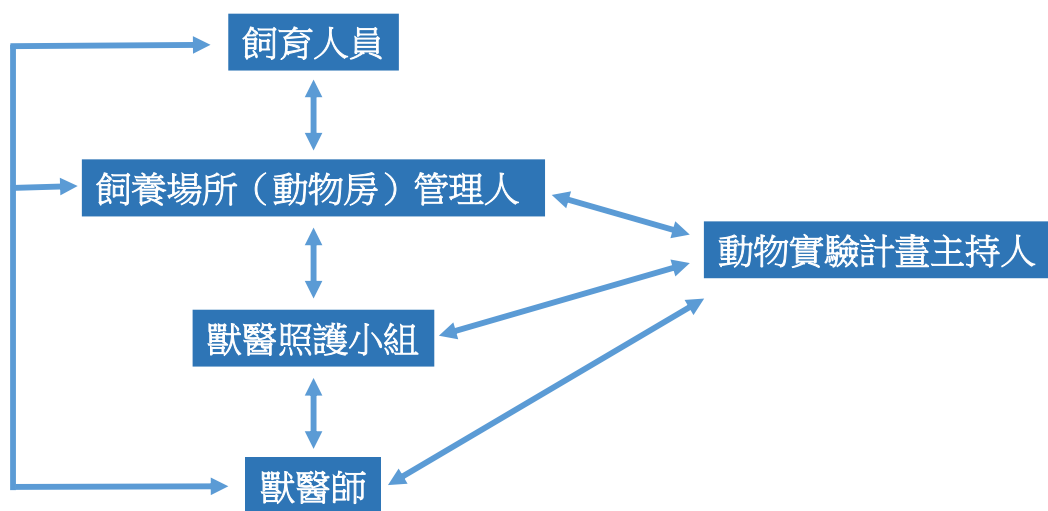 飼育人員
飼養場所（動物房）管理人
動物實驗計畫主持人
獸醫照護小組
獸醫師